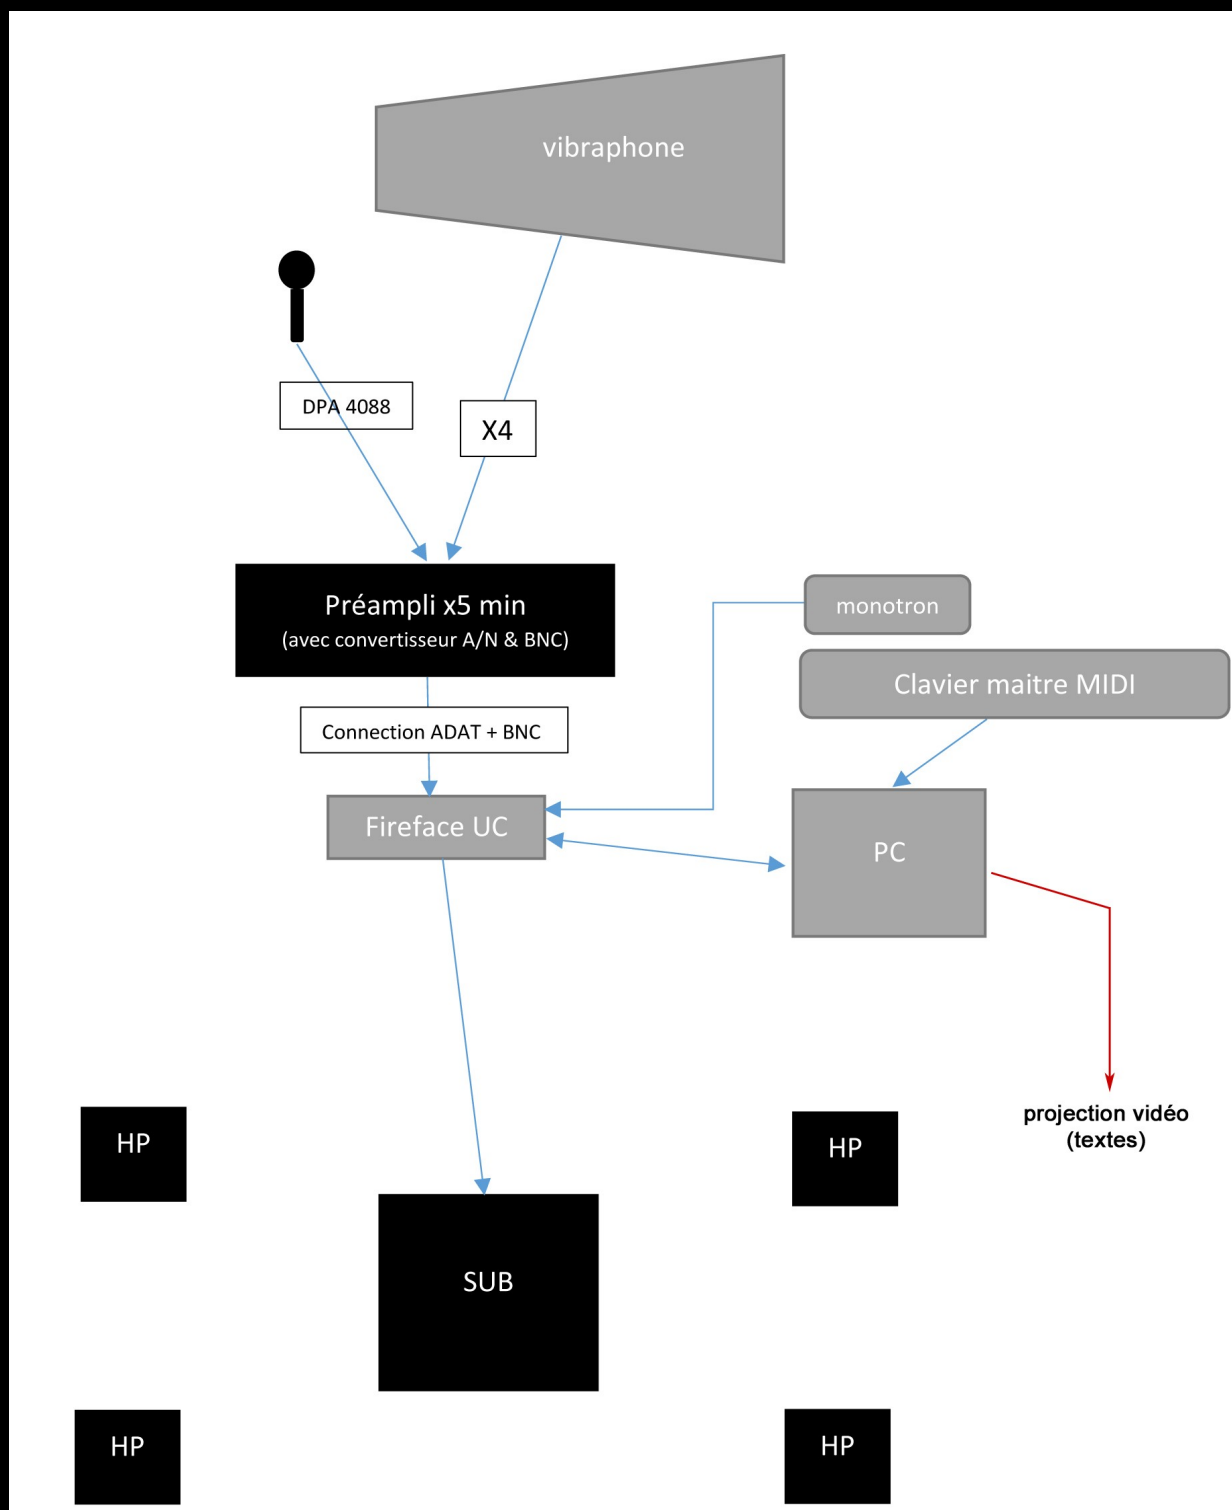 vibraphone
DPA 4088
X4
Préampli x5 min
(avec convertisseur A/N & BNC)
monotron
Clavier maitre MIDI
Connection ADAT + BNC
Fireface UC
PC
projection vidéo
(textes)
HP
HP
SUB
HP
HP